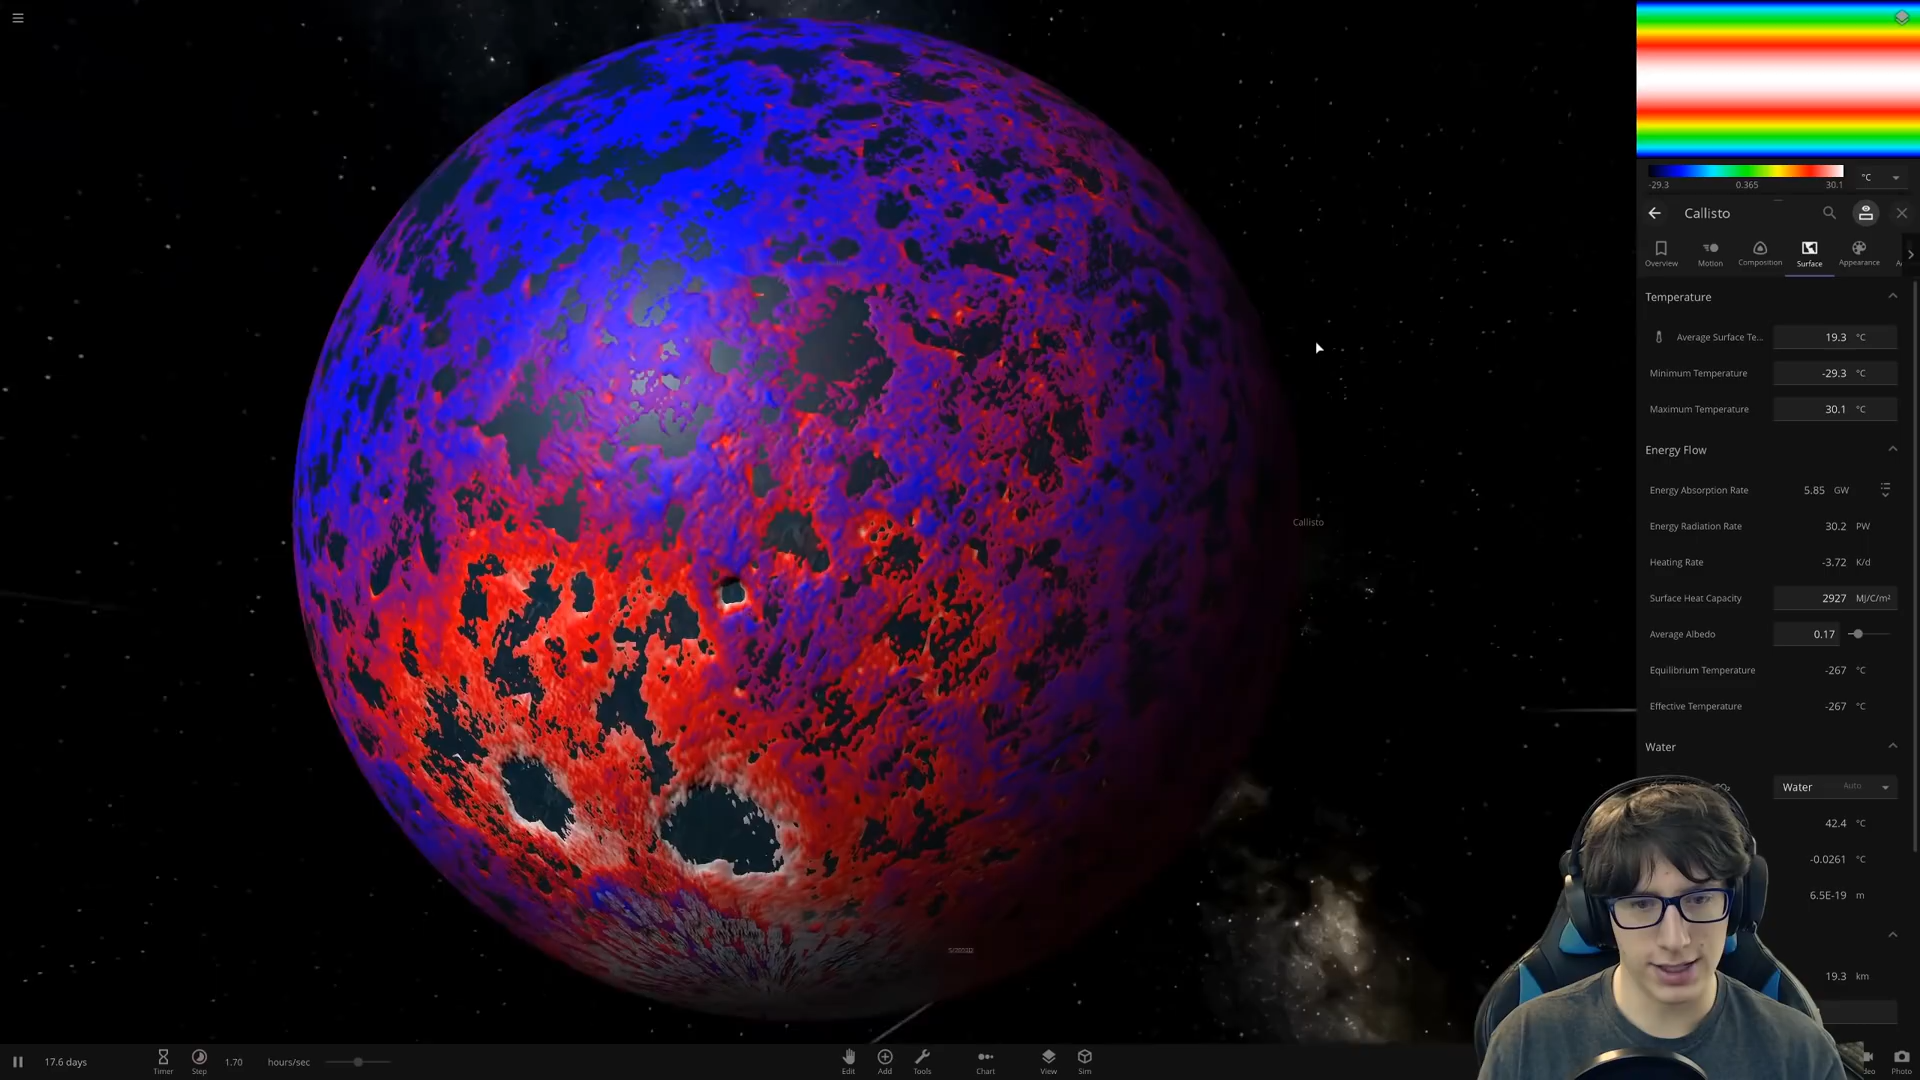 -29.3 0.365 30.1 °C
Callisto
Overview Motion Composition Surface Appearance
Temperature
Average Surface Te... 19.3 °C
Minimum Temperature -29.3 °C
Maximum Temperature 30.1 °C
Energy Flow
Energy Absorption Rate 5.85 GW
Callisto
Energy Radiation Rate 30.2 PW
Heating Rate -3.72 K/d
Surface Heat Capacity 2927 MJ/C/m²
Average Albedo 0.17
Equilibrium Temperature -267 °C
Effective Temperature -267 °C
Water
Water Auto
42.4 °C
-0.0261 °C
6.5E-19 m
19.3 km
17.6 days Timer Step 1.70 hours/sec Edit Add Tools Chart View Sim Photo